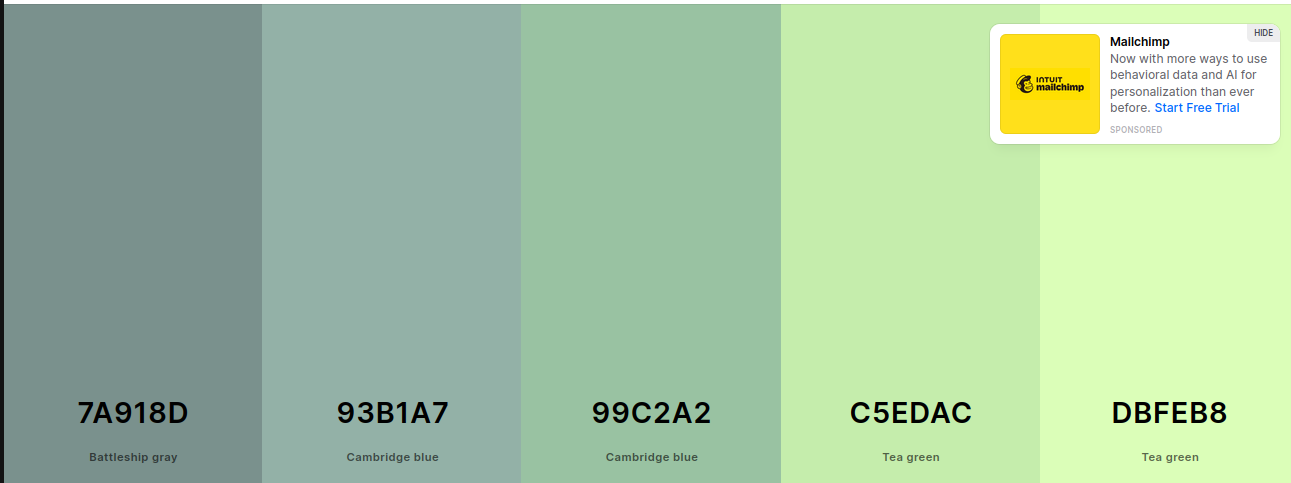 HIDE
Mailchimp
Now with more ways to use
behavioral data and AI for
personalization than ever
before. Start Free Trial
SPONSORED
INTUIT
mailchimp
7A918D
93B1A7
99C2A2
C5EDAC
DBFEB8
Battleship gray
Cambridge blue
Cambridge blue
Tea green
Tea green